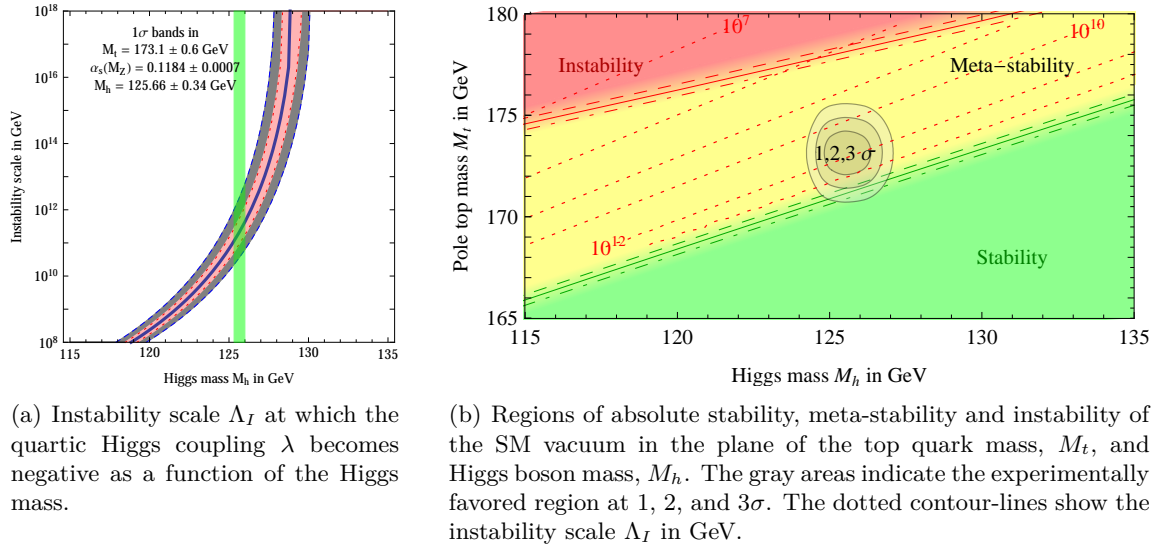 10^18
10^16
10^14
10^12
10^10
10^8
Instability scale in GeV
1σ bands in
M_t = 173.1 ± 0.6 GeV
α_s(M_Z) = 0.1184 ± 0.0007
M_h = 125.66 ± 0.34 GeV
115 120 125 130 135
Higgs mass M_h in GeV
180
175
170
165
Pole top mass M_t in GeV
10^7
10^10
Instability
Meta−stability
1,2,3 σ
10^12
Stability
115 120 125 130 135
Higgs mass M_h in GeV
(a) Instability scale Λ_I at which the
quartic Higgs coupling λ becomes
negative as a function of the Higgs
mass.
(b) Regions of absolute stability, meta-stability and instability of
the SM vacuum in the plane of the top quark mass, M_t, and
Higgs boson mass, M_h. The gray areas indicate the experimentally
favored region at 1, 2, and 3σ. The dotted contour-lines show the
instability scale Λ_I in GeV.